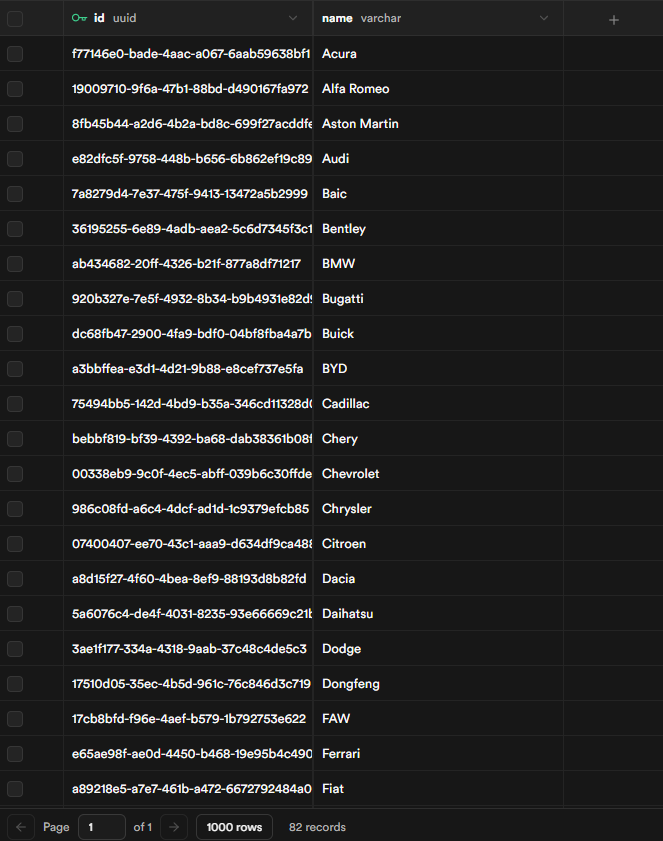 id uuid name varchar
f77146e0-bade-4aac-a067-6aab59638bf1 Acura
19009710-9f6a-47b1-88bd-d490167fa972 Alfa Romeo
8fb45b44-a2d6-4b2a-bd8c-699f27acddfe Aston Martin
e82dfc5f-9758-448b-b656-6b862ef19c89 Audi
7a8279d4-7e37-475f-9413-13472a5b2999 Baic
36195255-6e89-4adb-aea2-5c6d7345f3c1 Bentley
ab434682-20ff-4326-b21f-877a8df71217 BMW
920b327e-7e5f-4932-8b34-b9b4931e82d9 Bugatti
dc68fb47-2900-4fa9-bdf0-04bf8fba4a7b Buick
a3bbffea-e3d1-4d21-9b88-e8cef737e5fa BYD
75494bb5-142d-4bd9-b35a-346cd11328d0 Cadillac
bebbf819-bf39-4392-ba68-dab38361b08f Chery
00338eb9-9c0f-4ec5-abff-039b6c30ffde Chevrolet
986c08fd-a6c4-4dcf-ad1d-1c9379efcb85 Chrysler
07400407-ee70-43c1-aaa9-d634df9ca488 Citroen
a8d15f27-4f60-4bea-8ef9-88193d8b82fd Dacia
5a6076c4-de4f-4031-8235-93e66669c21b Daihatsu
3ae1f177-334a-4318-9aab-37c48c4de5c3 Dodge
17510d05-35ec-4b5d-961c-76c846d3c719 Dongfeng
17cb8bfd-f96e-4aef-b579-1b792753e622 FAW
e65ae98f-ae0d-4450-b468-19e95b4c490 Ferrari
a89218e5-a7e7-461b-a472-6672792484a0 Fiat
Page 1 of 1 1000 rows 82 records